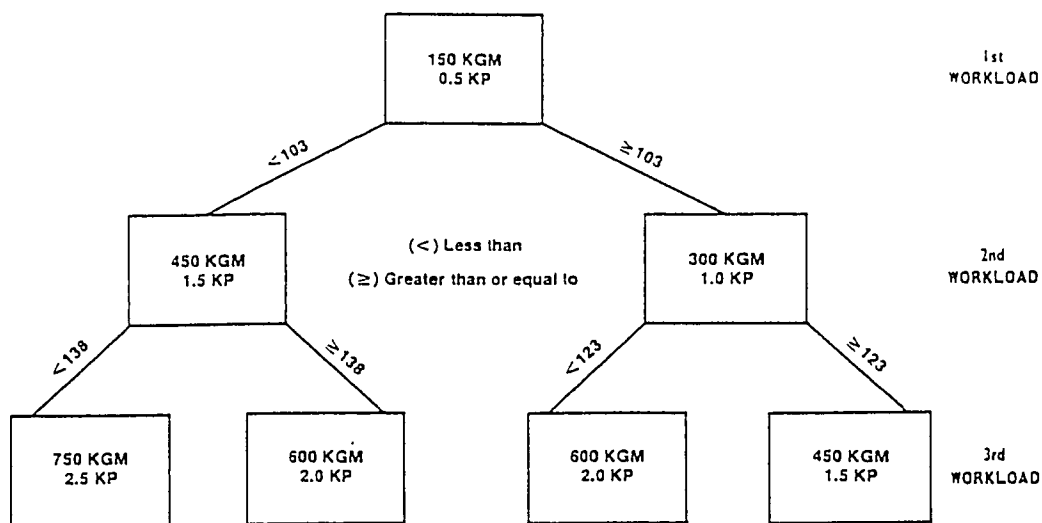 150 KGM
0.5 KP
1st
WORKLOAD
<103
≥103
450 KGM
1.5 KP
(<) Less than
(≥) Greater than or equal to
300 KGM
1.0 KP
2nd
WORKLOAD
<138
≥138
<123
≥123
750 KGM
2.5 KP
600 KGM
2.0 KP
600 KGM
2.0 KP
450 KGM
1.5 KP
3rd
WORKLOAD